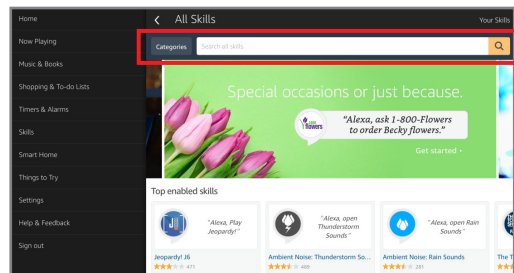 Home
Now Playing
Music & Books
Shopping & To-do Lists
Timers & Alarms
Skills
Smart Home
Things to Try
Settings
Help & Feedback
Sign out
All Skills
Your Skills
Categories
Search all skills
Special occasions or just because.
flowers
"Alexa, ask 1-800-Flowers
to order Becky flowers."
Get started ›
Top enabled skills
"Alexa, Play
Jeopardy!"
Jeopardy! J6
471
"Alexa, open
Thunderstorm
Sounds"
Ambient Noise: Thunderstorm So...
469
"Alexa, open Rain
Sounds"
Ambient Noise: Rain Sounds
281
The T